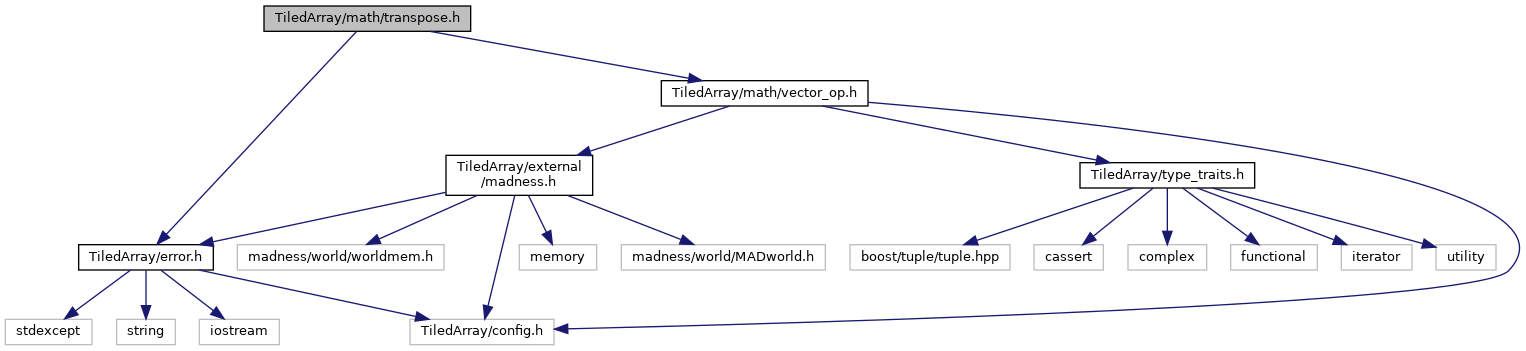 TiledArray/math/transpose.h
TiledArray/math/vector_op.h
TiledArray/external
/madness.h
TiledArray/type_traits.h
TiledArray/error.h
madness/world/worldmem.h
memory
madness/world/MADworld.h
boost/tuple/tuple.hpp
cassert
complex
functional
iterator
utility
stdexcept
string
iostream
TiledArray/config.h